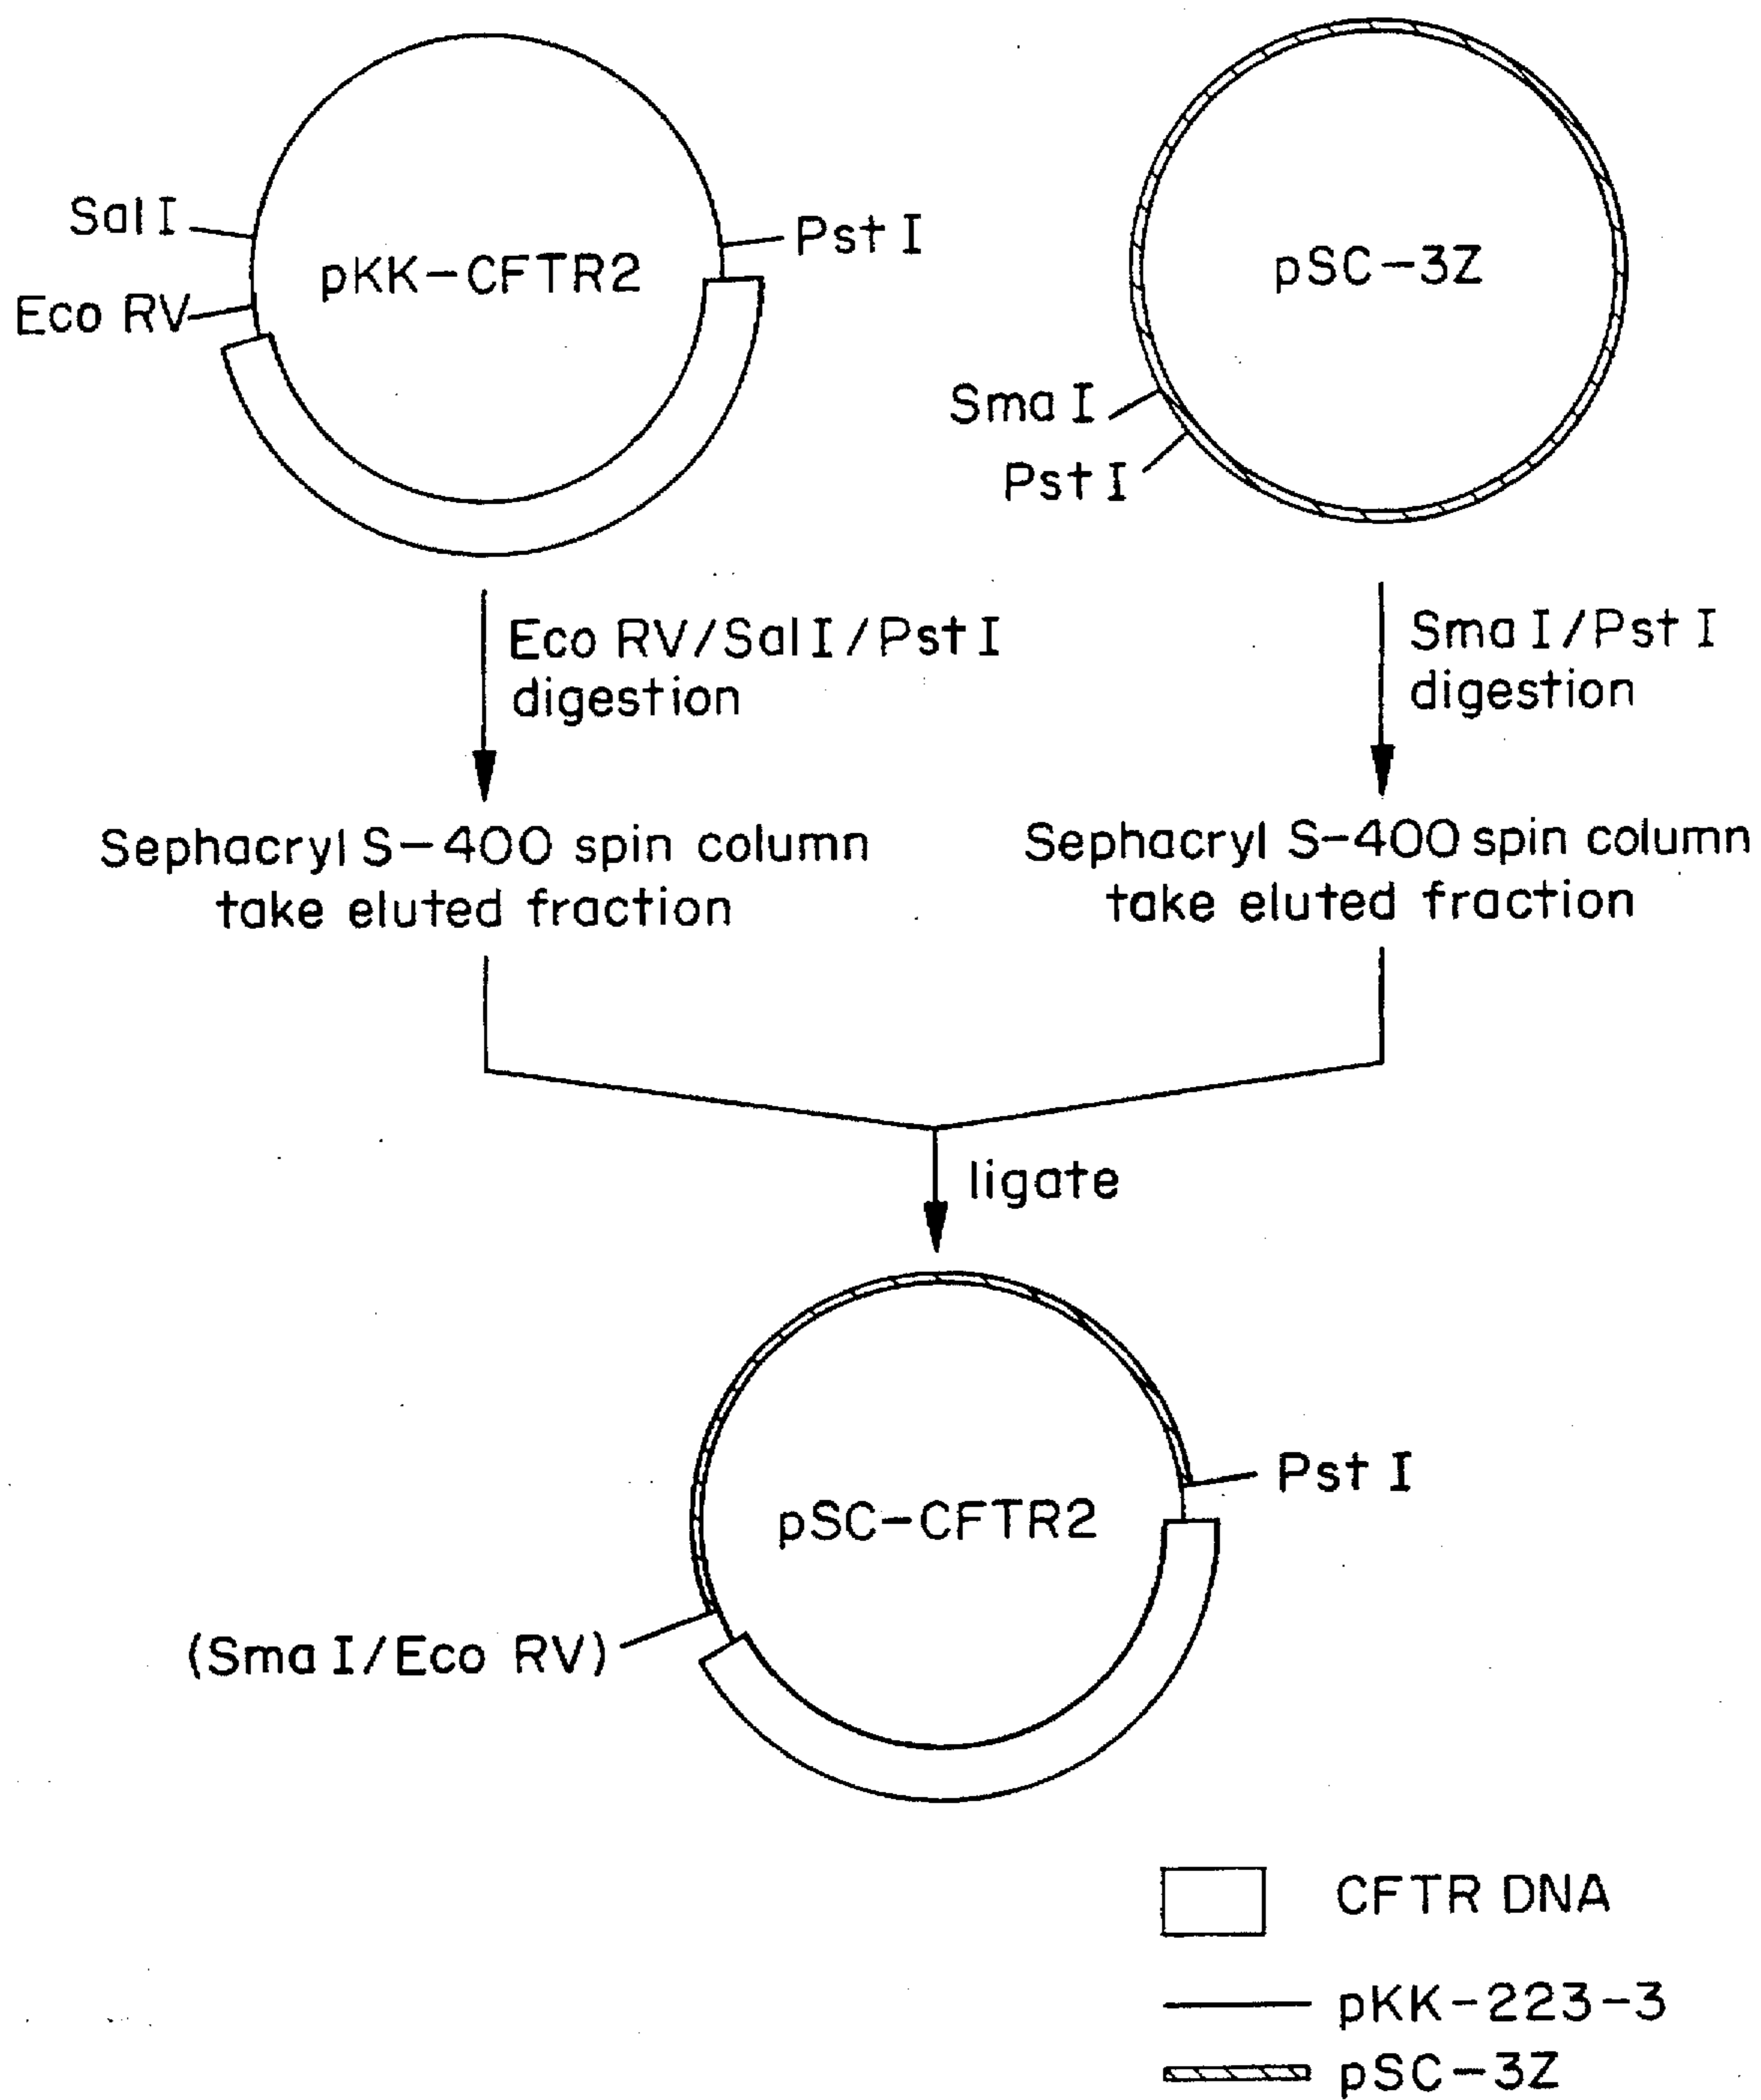 Sal I
Eco RV
pKK-CFTR2
Pst I
pSC-3Z
Sma I
Pst I
Eco RV/Sal I/Pst I
digestion
Sma I/Pst I
digestion
Sephacryl S-400 spin column
take eluted fraction
Sephacryl S-400 spin column
take eluted fraction
ligate
pSC-CFTR2
Pst I
(Sma I/Eco RV)
CFTR DNA
pKK-223-3
pSC-3Z